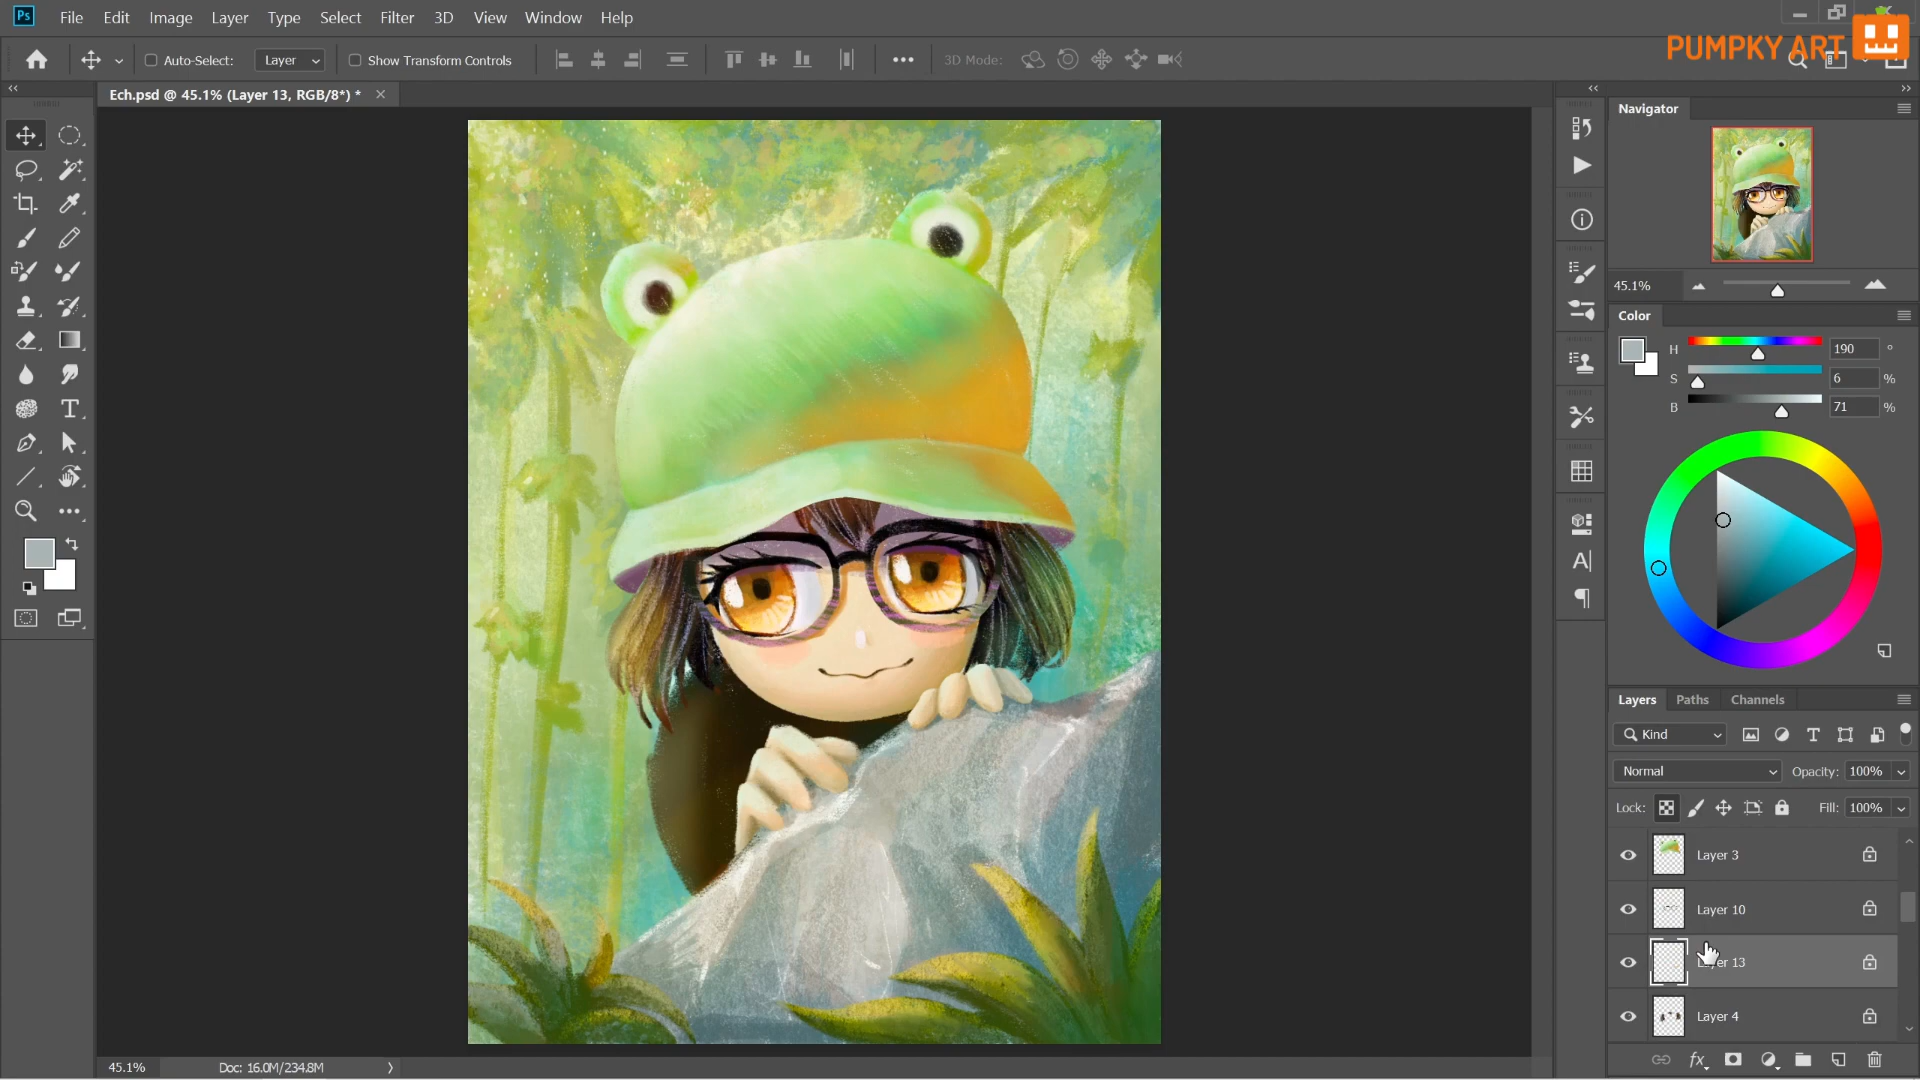 Ps File Edit Image Layer Type Select Filter 3D View Window Help
PUMPKY ART
Auto-Select: Layer Show Transform Controls 3D Mode:
Ech.psd @ 45.1% (Layer 13, RGB/8*) *
Navigator
45.1%
Color
H 190 °
S 6 %
B 71 %
Layers Paths Channels
Kind
Normal Opacity: 100%
Lock: Fill: 100%
Layer 3
Layer 10
Layer 13
Layer 4
fx
45.1% Doc: 16.0M/234.8M